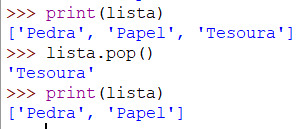 >>> print(lista)
['Pedra', 'Papel', 'Tesoura']
>>> lista.pop()
'Tesoura'
>>> print(lista)
['Pedra', 'Papel']